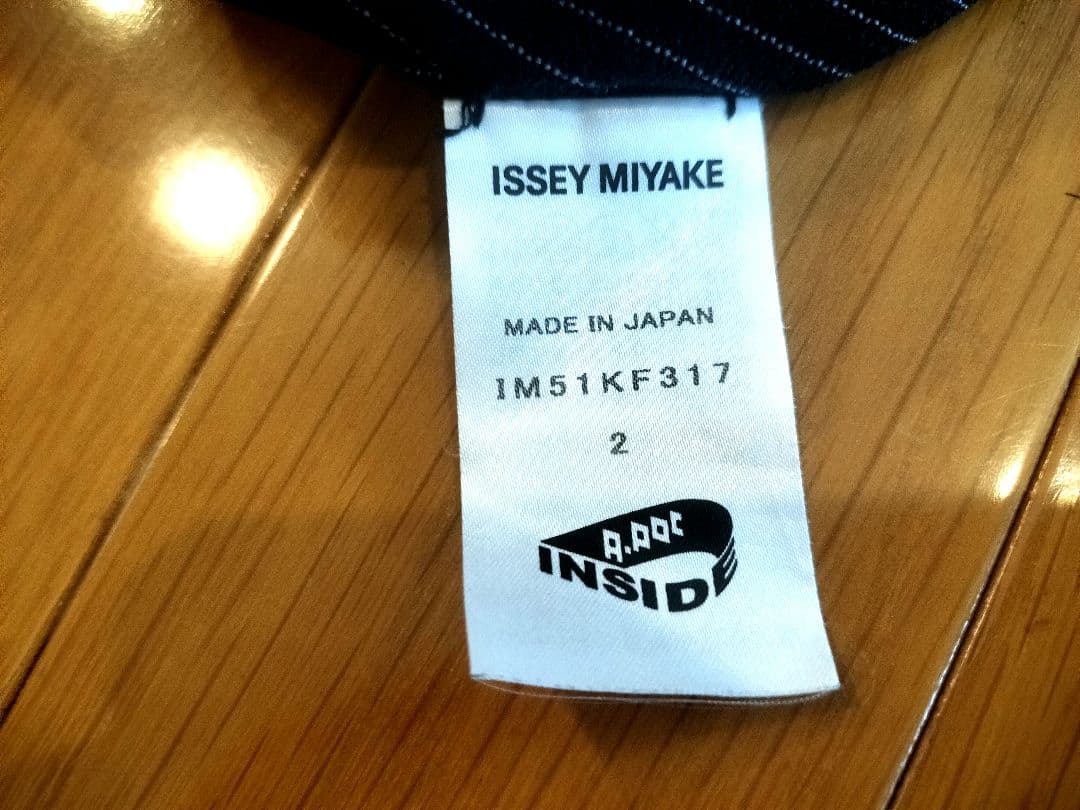 ISSEY MIYAKE
MADE IN JAPAN
IM51KF317
2
A.POC
INSIDE